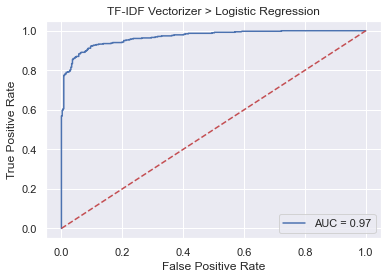 TF-IDF Vectorizer > Logistic Regression
True Positive Rate
1.0
0.8
0.6
0.4
0.2
0.0
AUC = 0.97
0.0 0.2 0.4 0.6 0.8 1.0
False Positive Rate